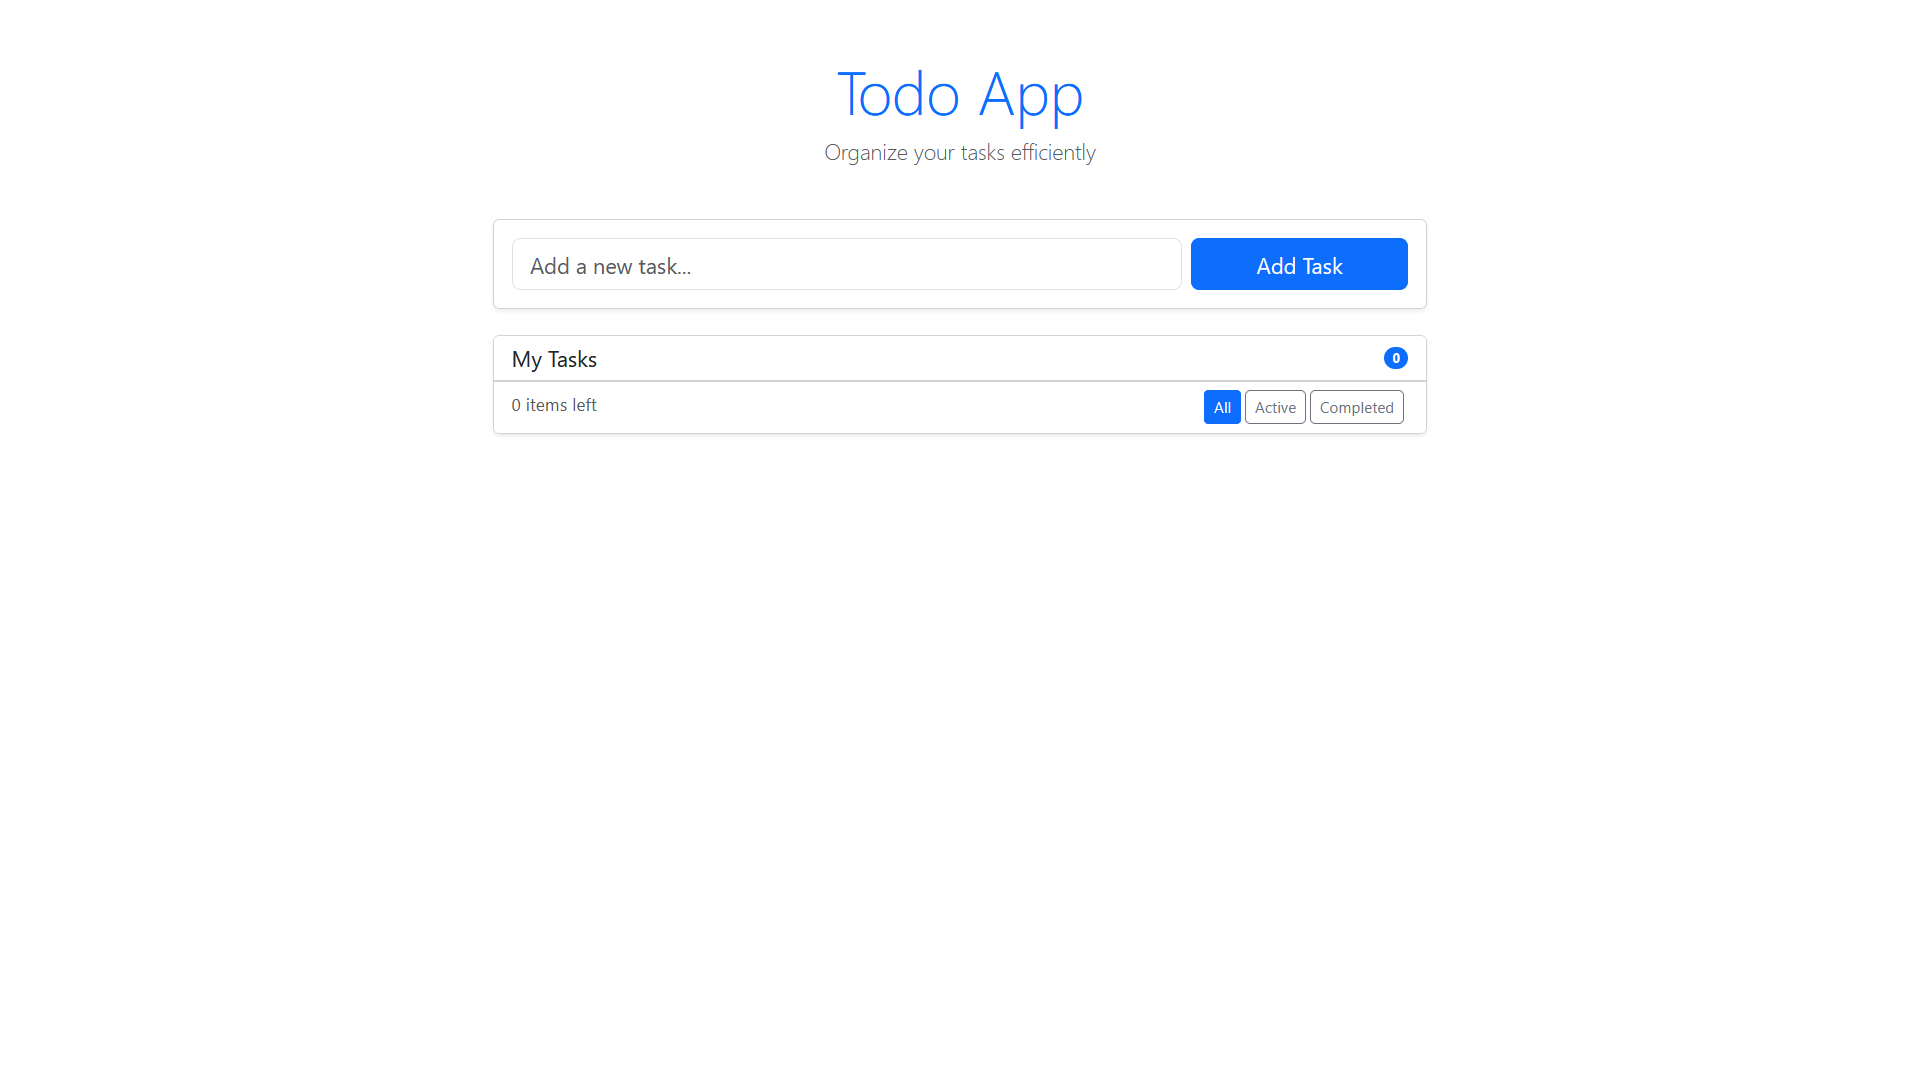 Todo App
Organize your tasks efficiently
Add a new task...
Add Task
My Tasks
0
0 items left
All
Active
Completed